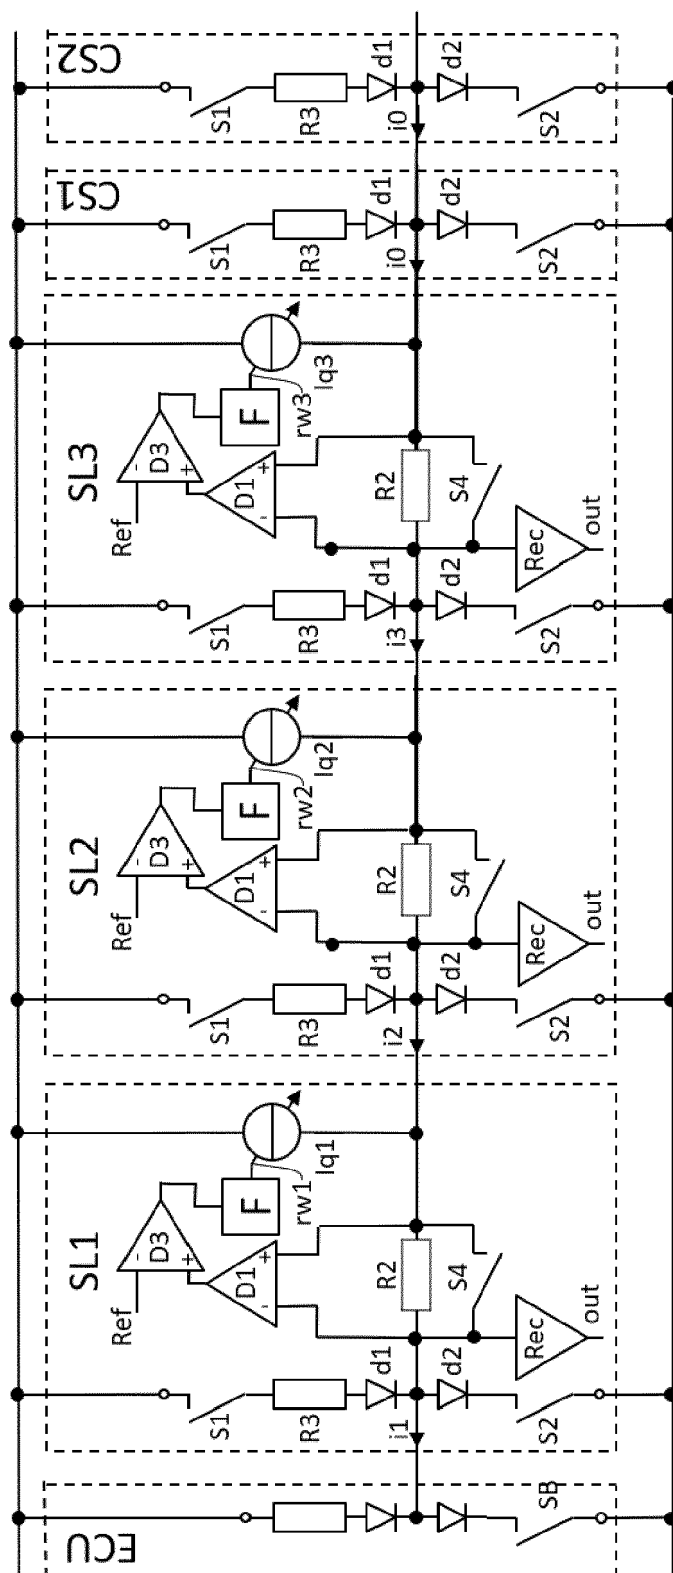 CS2
S1
R3
d1
i0
d2
S2
CS1
S1
R3
d1
i0
d2
S2
SL3
Ref
-
D3
+
F
rw3
Iq3
D1
+
-
R2
S4
Rec
out
S1
R3
d1
i3
d2
S2
SL2
Ref
-
D3
+
F
rw2
Iq2
D1
+
-
R2
S4
Rec
out
S1
R3
d1
i2
d2
S2
SL1
Ref
-
D3
+
F
rw1
Iq1
D1
+
-
R2
S4
Rec
out
S1
R3
d1
i1
d2
S2
ECU
SB